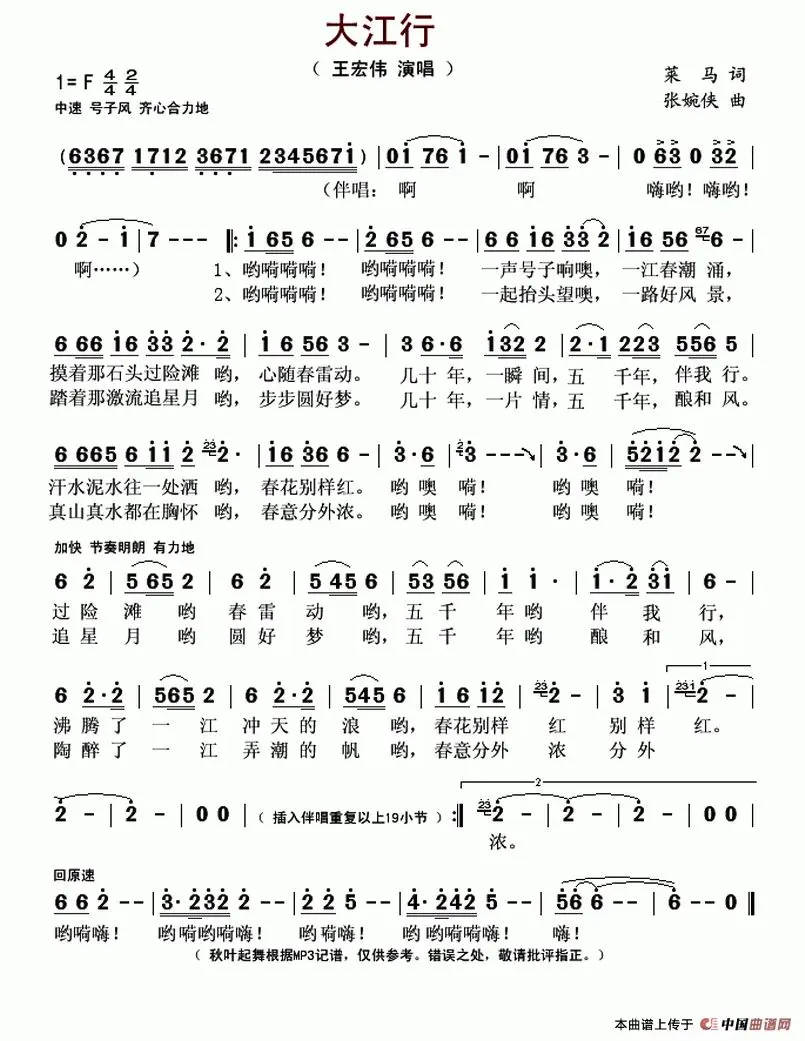 大江行
（ 王宏伟 演唱 ）
1=F 4/4 2/4
菜 马 词
中速 号子风 齐心合力地
张婉侠 曲
（6367 1712 3671 2345671）| 01 76 1 - | 01 76 3 - | 0 63 0 32 |
（伴唱： 啊 啊 嗨哟！嗨哟！
0 2 - 1 | 7 - - - ‖: 1 65 6 - | 2 65 6 - | 66 16 33 2 | 16 56 67 6 - |
啊……） 1、哟嗬嗬嗬！ 哟嗬嗬嗬！ 一声号子响噢，一江春潮 涌，
2、哟嗬嗬嗬！ 哟嗬嗬嗬！ 一起抬头望噢，一路好风 景，
6 66 16 33 2· 2 | 1 6 56 3 - | 3 6·6 | 132 2 | 2·1 223 | 556 5 |
摸着那石头过险滩 哟，心随春雷动。 几十 年，一瞬 间，五 千年，伴我 行。
踏着那激流追星月 哟，步步圆好梦。 几十 年，一片 情，五 千年，酿和 风。
6 665 6 11 2 23 2· | 16 36 6 - | 3·6 | 2 3 - - | 3·6 | 5212 2 - - |
汗水泥水往一处洒 哟，春花别样红。哟 噢 嗬！ 哟 噢 嗬！
真山真水都在胸怀 哟，春意分外浓。哟 噢 嗬！ 哟 噢 嗬！
加快 节奏明朗 有力地
6 2 | 565 2 | 6 2 | 545 6 | 53 56 | 1 1 | 1·2 31 | 6 - |
过 险 滩 哟 春 雷 动 哟，五 千 年 哟 伴 我 行，
追 星 月 哟 圆 好 梦 哟，五 千 年 哟 酿 和 风，
1
6 2·2 | 565 2 | 6 2·2 | 545 6 | 1 6 12 | 23 2 - | 3 1 | 231 2 - |
沸 腾 了 一 江 冲 天 的 浪 哟，春花别样 红 别 样 红。
陶 醉 了 一 江 弄 潮 的 帆 哟，春意分外 浓 分 外
2
2 - | 2 - | 0 0 |（ 插入伴唱重复以上19小节 ）:‖ 23 2 - | 2 - | 2 - | 0 0 |
浓。
回原速
6 6 2 - | 3·232 2 - | 2 2 5 - | 4·242 5 - | 56 6 - - | 6 - - 0 ‖
哟嗬嗨！ 哟嗬哟嗬嗨！ 哟 嗬嗨！ 哟 哟嗬嗬嗨！ 嗨！
（ 秋叶起舞根据MP3记谱，仅供参考。错误之处，敬请批评指正。）
本曲谱上传于 中国曲谱网